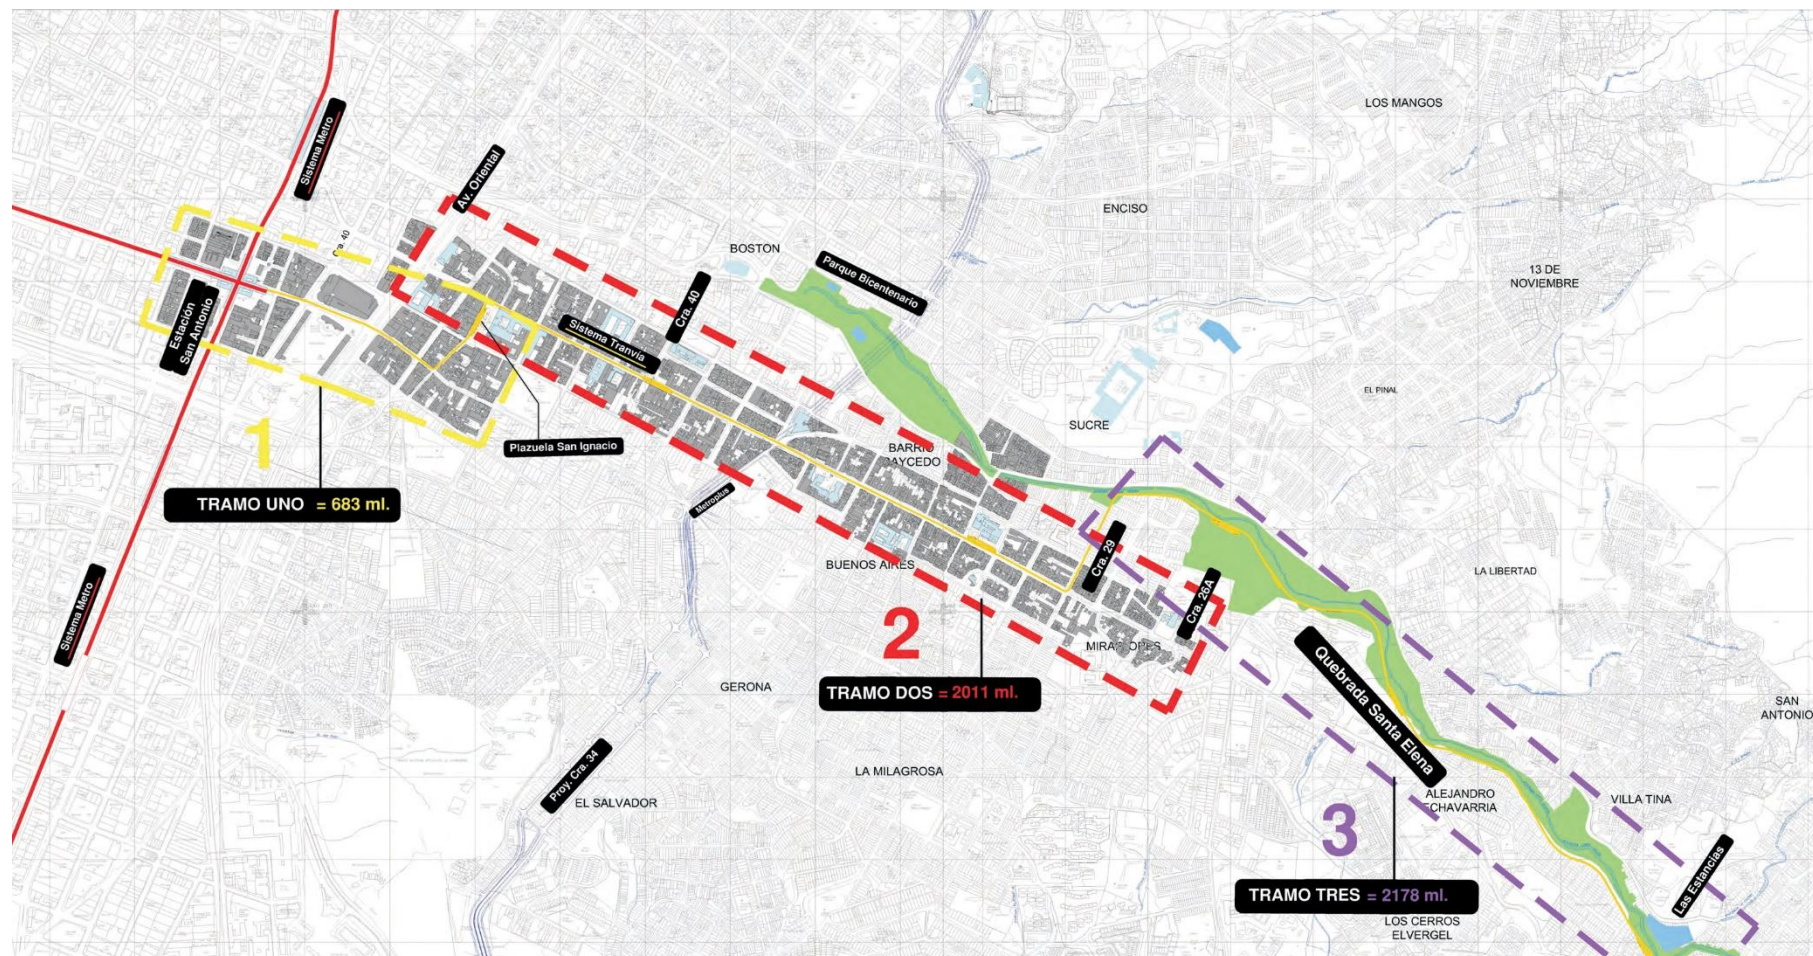 LOS MANGOS
Sistema Metro
Av. Oriental
ENCISO
Cra. 40
BOSTON
Parque Bicentenario
13 DE
NOVIEMBRE
Estación
San Antonio
Cra. 40
Sistema Tranvía
EL PINAL
SUCRE
1
Plazuela San Ignacio
BARRIO
CAYCEDO
TRAMO UNO = 683 ml.
Metroplus
Cra. 29
BUENOS AIRES
LA LIBERTAD
Sistema Metro
Cra. 26A
2
MIRAFLORES
GERONA
TRAMO DOS = 2011 ml.
Quebrada Santa Elena
SAN
ANTONIO
Proy. Cra. 34
LA MILAGROSA
EL SALVADOR
ALEJANDRO
ECHAVARRIA
VILLA TINA
3
TRAMO TRES = 2178 ml.
Las Estancias
LOS CERROS
ELVERGEL